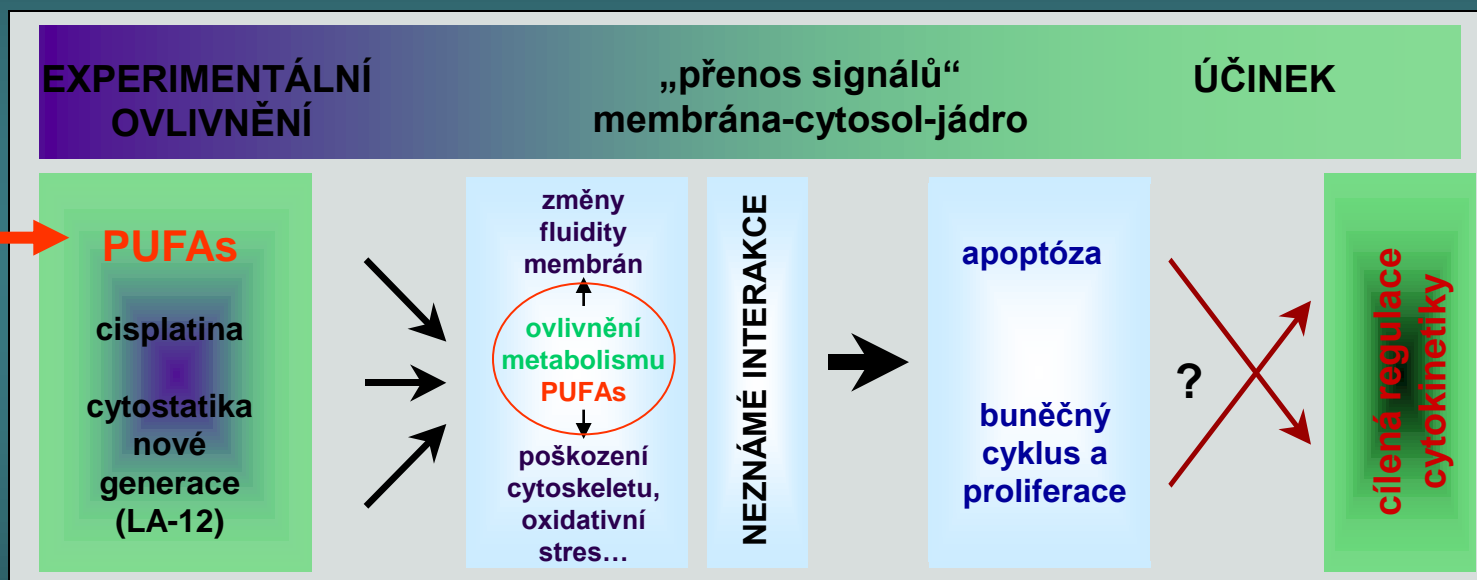 EXPERIMENTÁLNÍ
OVLIVNĚNÍ
„přenos signálů“
membrána-cytosol-jádro
ÚČINEK
PUFAs
cisplatina
cytostatika
nové
generace
(LA-12)
změny
fluidity
membrán
ovlivnění
metabolismu
PUFAs
poškození
cytoskeletu,
oxidativní
stres…
NEZNÁMÉ INTERAKCE
apoptóza
buněčný
cyklus a
proliferace
?
cílená regulace
cytokinetiky